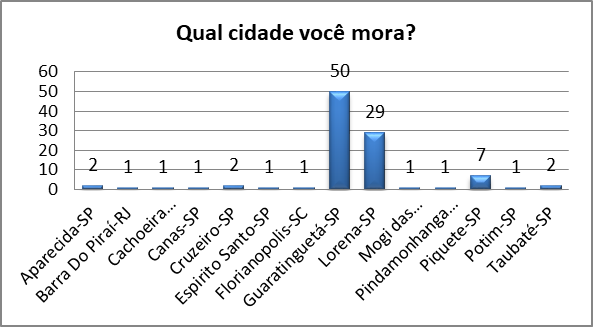 Qual cidade você mora?
60
50
40
30
20
10
0
2
1
1
1
2
1
1
50
29
1
1
7
1
2
Aparecida-SP
Barra Do Piraí-RJ
Cachoeira...
Canas-SP
Cruzeiro-SP
Espirito Santo-SP
Florianopolis-SC
Guaratinguetá-SP
Lorena-SP
Mogi das...
Pindamonhanga...
Piquete-SP
Potim-SP
Taubaté-SP